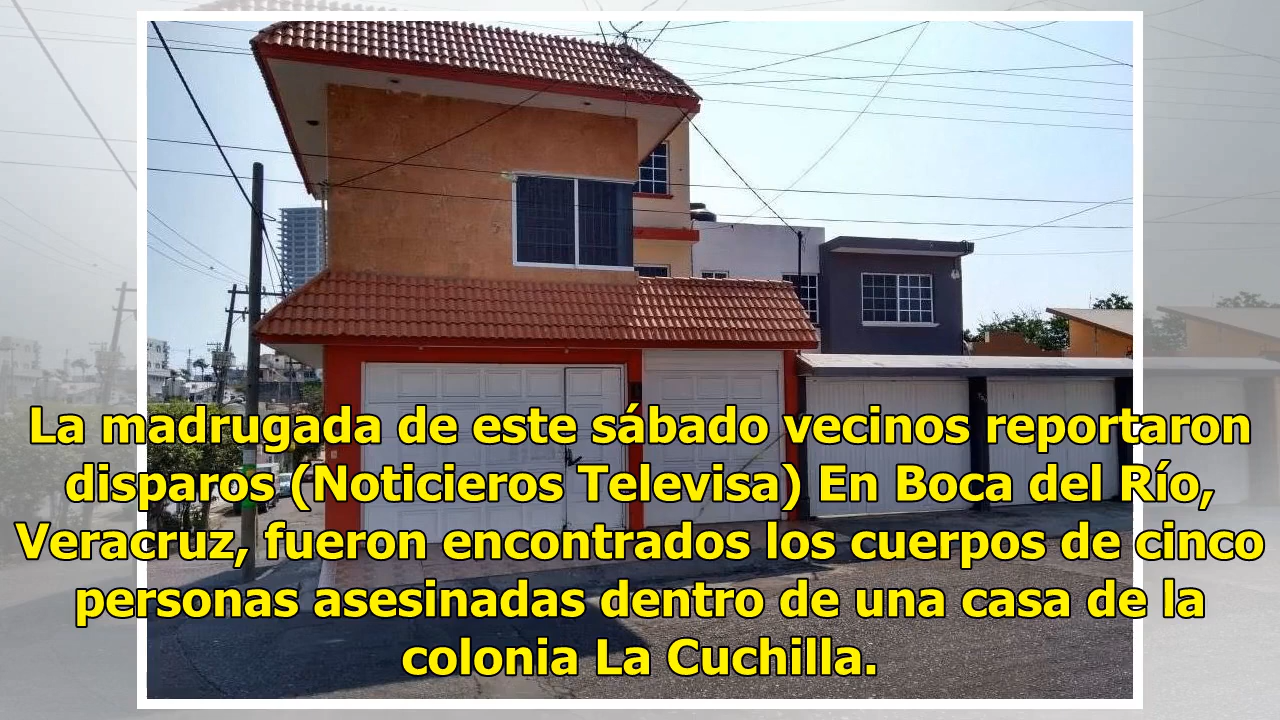 La madrugada de este sábado vecinos reportaron
disparos (Noticieros Televisa) En Boca del Río,
Veracruz, fueron encontrados los cuerpos de cinco
personas asesinadas dentro de una casa de la
colonia La Cuchilla.